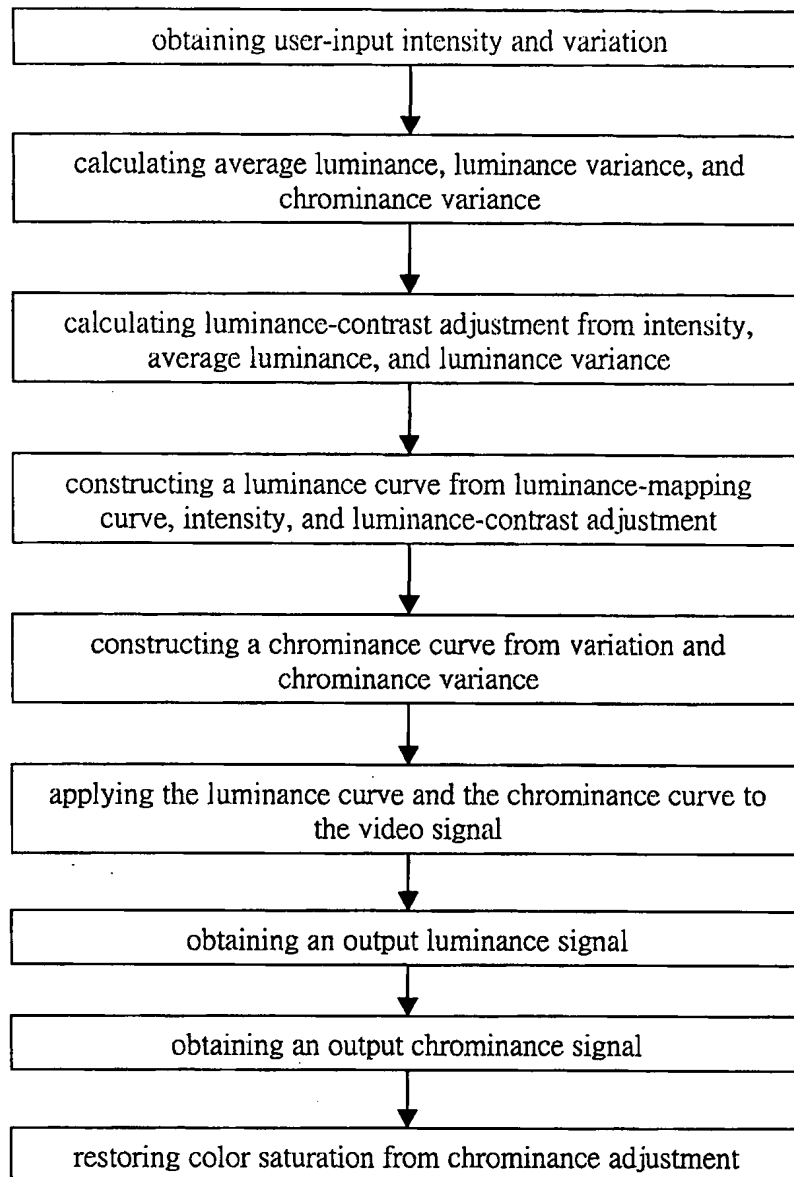 obtaining user-input intensity and variation
calculating average luminance, luminance variance, and
chrominance variance
calculating luminance-contrast adjustment from intensity,
average luminance, and luminance variance
constructing a luminance curve from luminance-mapping
curve, intensity, and luminance-contrast adjustment
constructing a chrominance curve from variation and
chrominance variance
applying the luminance curve and the chrominance curve to
the video signal
obtaining an output luminance signal
obtaining an output chrominance signal
restoring color saturation from chrominance adjustment